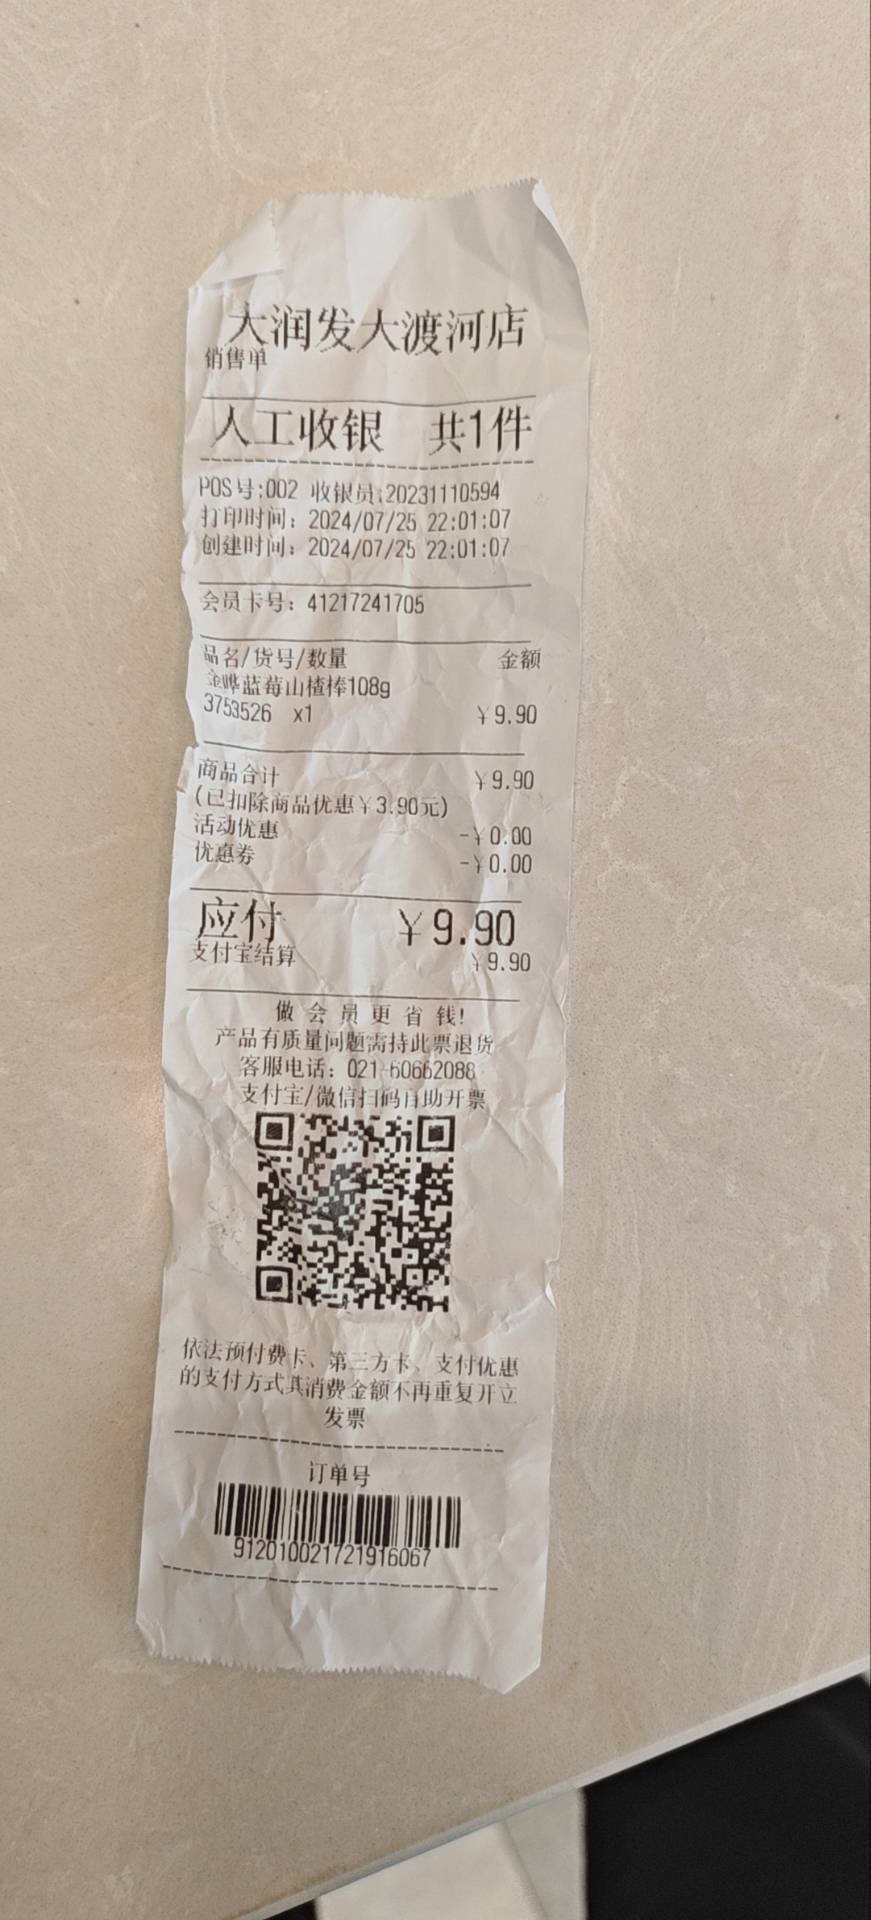 大润发大渡河店
销售单
人工收银 共1件
POS号:002 收银员:20231110594
打印时间：2024/07/25 22:01:07
创建时间：2024/07/25 22:01:07
会员卡号：41217241705
品名/货号/数量 金额
金晔蓝莓山楂棒108g
3753526 x1 ￥9.90
商品合计 ￥9.90
(已扣除商品优惠￥3.90元)
活动优惠 -￥0.00
优惠券 -￥0.00
应付 ￥9.90
支付宝结算 ￥9.90
做会员更省钱!
产品有质量问题需持此票退货
客服电话：021-60662088
支付宝/微信扫码自助开票
依法预付费卡、第三方卡、支付优惠
的支付方式其消费金额不再重复开立
发票
订单号
912010021721916067